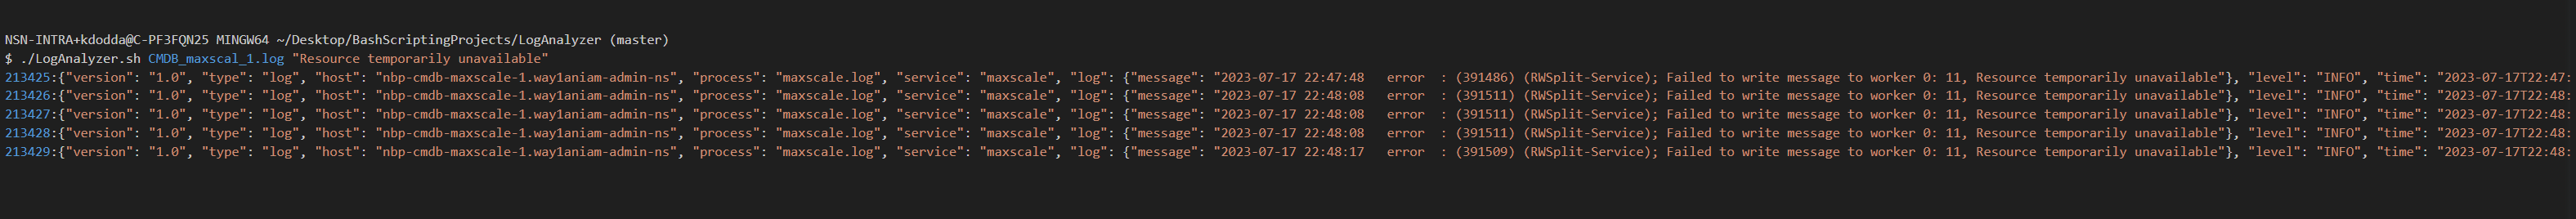 NSN-INTRA+kdodda@C-PF3FQN25 MINGW64 ~/Desktop/BashScriptingProjects/LogAnalyzer (master)
$ ./LogAnalyzer.sh CMDB_maxscal_1.log "Resource temporarily unavailable"
213425:{"version": "1.0", "type": "log", "host": "nbp-cmdb-maxscale-1.way1aniam-admin-ns", "process": "maxscale.log", "service": "maxscale", "log": {"message": "2023-07-17 22:47:48   error  : (391486) (RWSplit-Service); Failed to write message to worker 0: 11, Resource temporarily unavailable"}, "level": "INFO", "time": "2023-07-17T22:47:
213426:{"version": "1.0", "type": "log", "host": "nbp-cmdb-maxscale-1.way1aniam-admin-ns", "process": "maxscale.log", "service": "maxscale", "log": {"message": "2023-07-17 22:48:08   error  : (391511) (RWSplit-Service); Failed to write message to worker 0: 11, Resource temporarily unavailable"}, "level": "INFO", "time": "2023-07-17T22:48:
213427:{"version": "1.0", "type": "log", "host": "nbp-cmdb-maxscale-1.way1aniam-admin-ns", "process": "maxscale.log", "service": "maxscale", "log": {"message": "2023-07-17 22:48:08   error  : (391511) (RWSplit-Service); Failed to write message to worker 0: 11, Resource temporarily unavailable"}, "level": "INFO", "time": "2023-07-17T22:48:
213428:{"version": "1.0", "type": "log", "host": "nbp-cmdb-maxscale-1.way1aniam-admin-ns", "process": "maxscale.log", "service": "maxscale", "log": {"message": "2023-07-17 22:48:08   error  : (391511) (RWSplit-Service); Failed to write message to worker 0: 11, Resource temporarily unavailable"}, "level": "INFO", "time": "2023-07-17T22:48:
213429:{"version": "1.0", "type": "log", "host": "nbp-cmdb-maxscale-1.way1aniam-admin-ns", "process": "maxscale.log", "service": "maxscale", "log": {"message": "2023-07-17 22:48:17   error  : (391509) (RWSplit-Service); Failed to write message to worker 0: 11, Resource temporarily unavailable"}, "level": "INFO", "time": "2023-07-17T22:48: